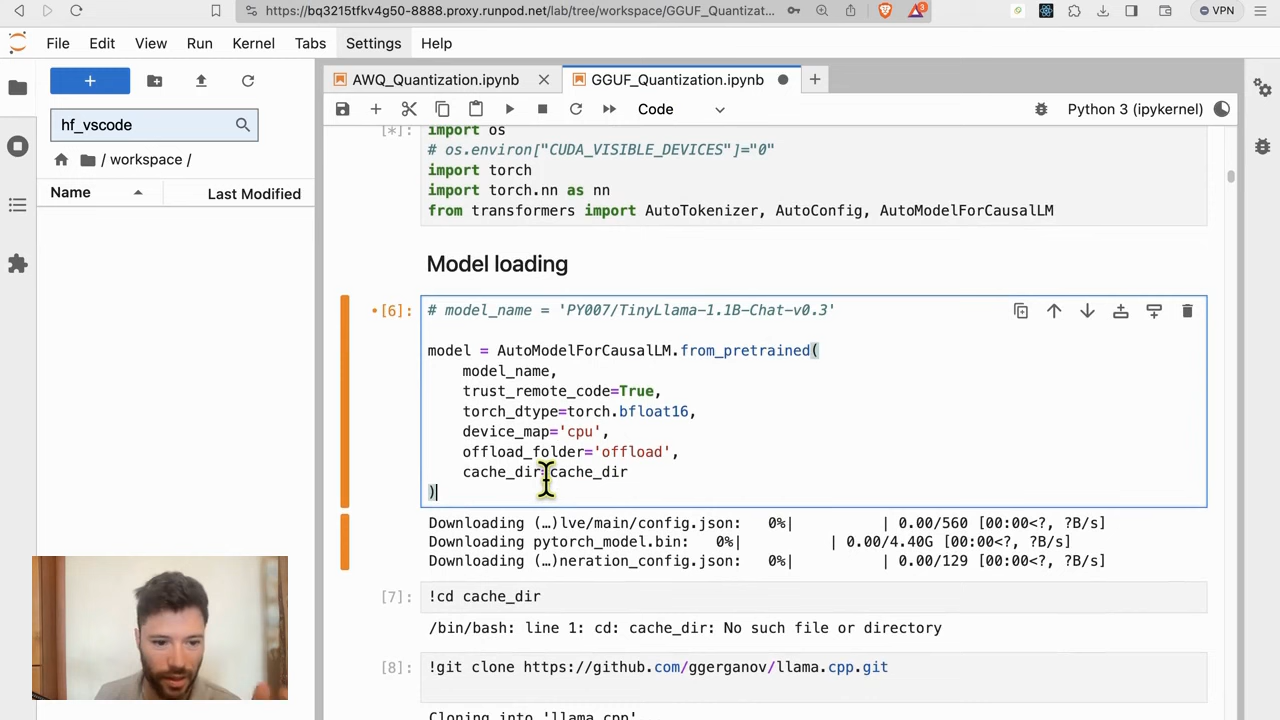 https://bq3215tfkv4g50-8888.proxy.runpod.net/lab/tree/workspace/GGUF_Quantizat...
3
VPN
File Edit View Run Kernel Tabs Settings Help
AWQ_Quantization.ipynb
GGUF_Quantization.ipynb
Code
Python 3 (ipykernel)
hf_vscode
/ workspace /
Name
Last Modified
[*]:
import os
# os.environ["CUDA_VISIBLE_DEVICES"]="0"
import torch
import torch.nn as nn
from transformers import AutoTokenizer, AutoConfig, AutoModelForCausalLM
Model loading
[6]:
# model_name = 'PY007/TinyLlama-1.1B-Chat-v0.3'
model = AutoModelForCausalLM.from_pretrained(
model_name,
trust_remote_code=True,
torch_dtype=torch.bfloat16,
device_map='cpu',
offload_folder='offload',
cache_dir=cache_dir
)
Downloading (…)lve/main/config.json: 0%| | 0.00/560 [00:00<?, ?B/s]
Downloading pytorch_model.bin: 0%| | 0.00/4.40G [00:00<?, ?B/s]
Downloading (…)neration_config.json: 0%| | 0.00/129 [00:00<?, ?B/s]
[7]:
!cd cache_dir
/bin/bash: line 1: cd: cache_dir: No such file or directory
[8]:
!git clone https://github.com/ggerganov/llama.cpp.git
Cloning into 'llama.cpp'